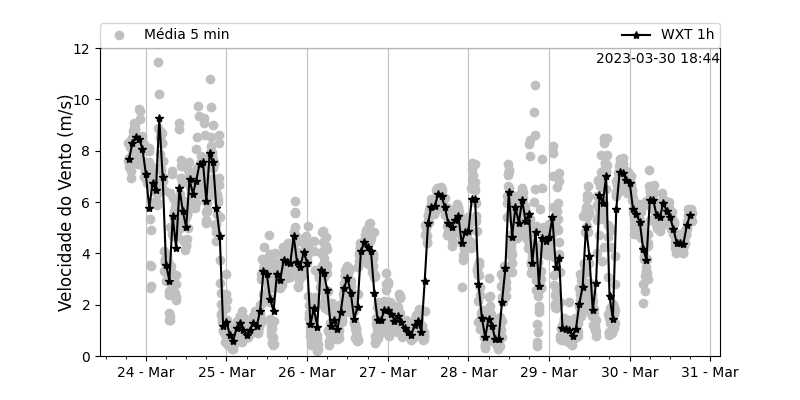 Média 5 min
WXT 1h
2023-03-30 18:44
Velocidade do Vento (m/s)
12
10
8
6
4
2
0
24 - Mar
25 - Mar
26 - Mar
27 - Mar
28 - Mar
29 - Mar
30 - Mar
31 - Mar